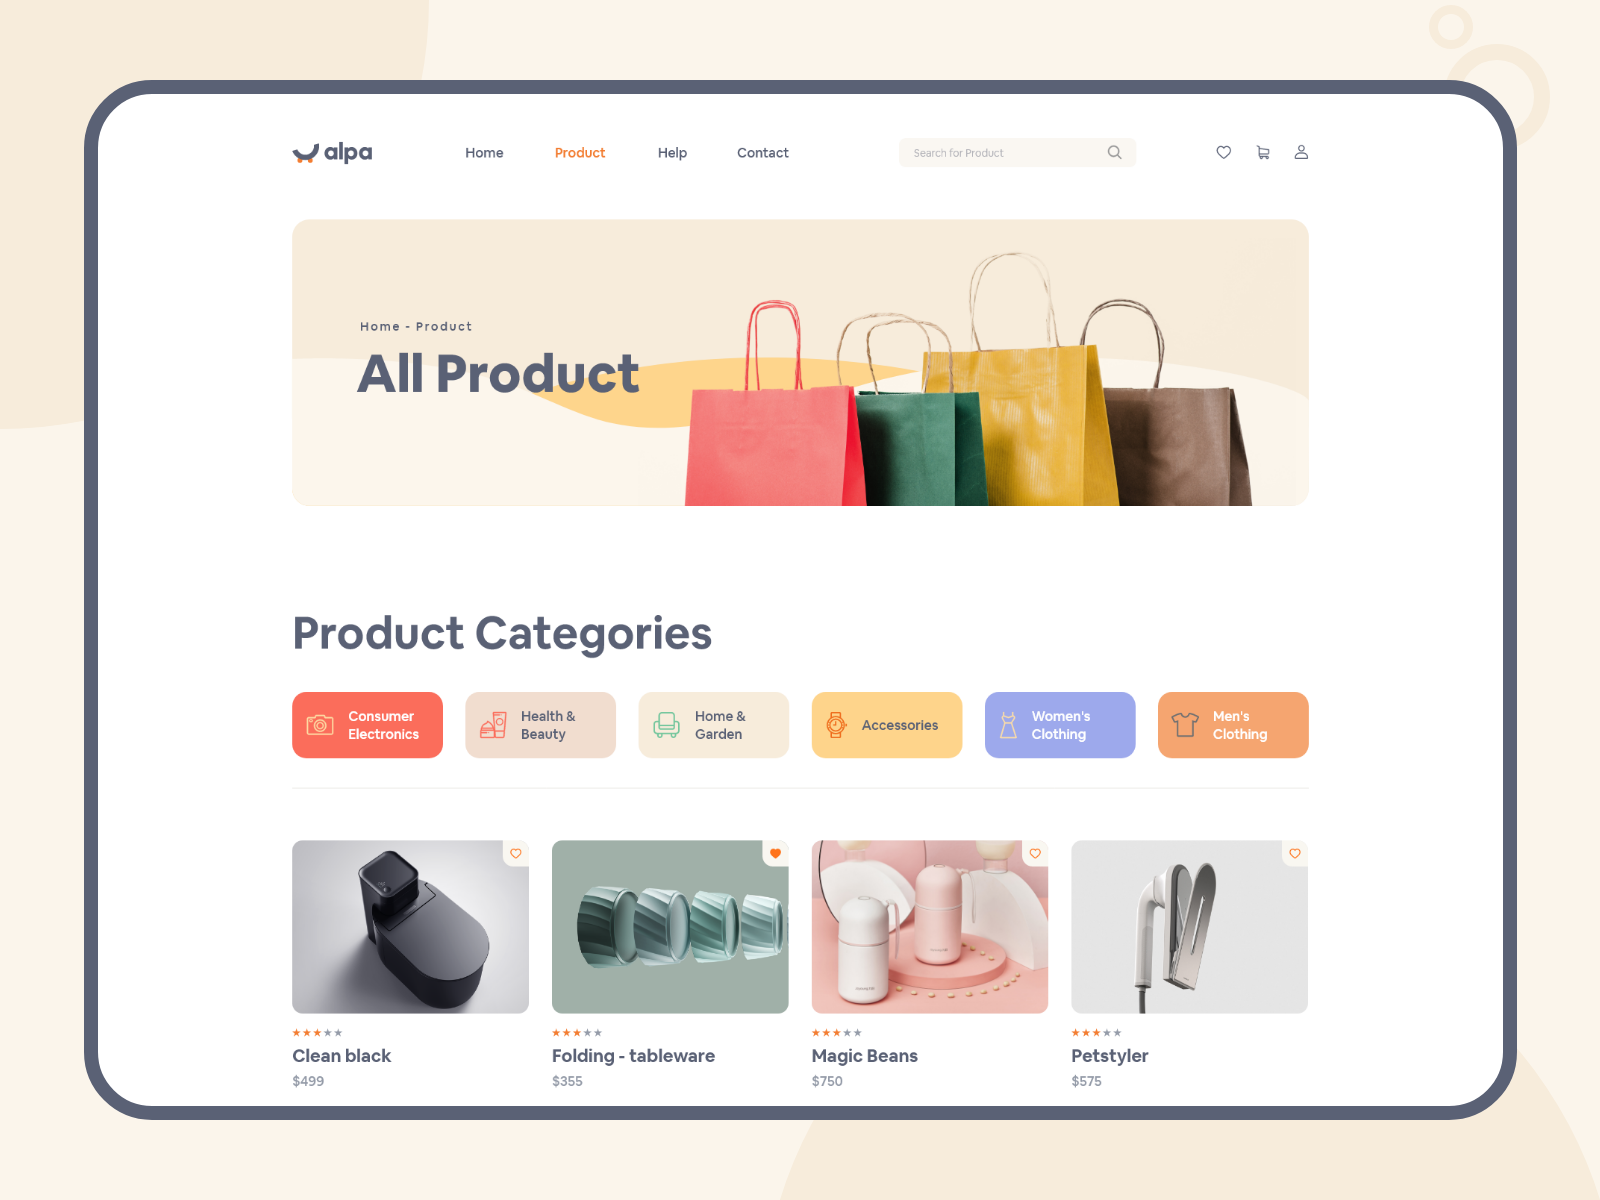 alpa
Home
Product
Help
Contact
Search for Product
Home - Product
All Product
Product Categories
Consumer
Electronics
Health &
Beauty
Home &
Garden
Accessories
Women's
Clothing
Men's
Clothing
Clean black
$499
Folding - tableware
$355
Magic Beans
$750
Petstyler
$575